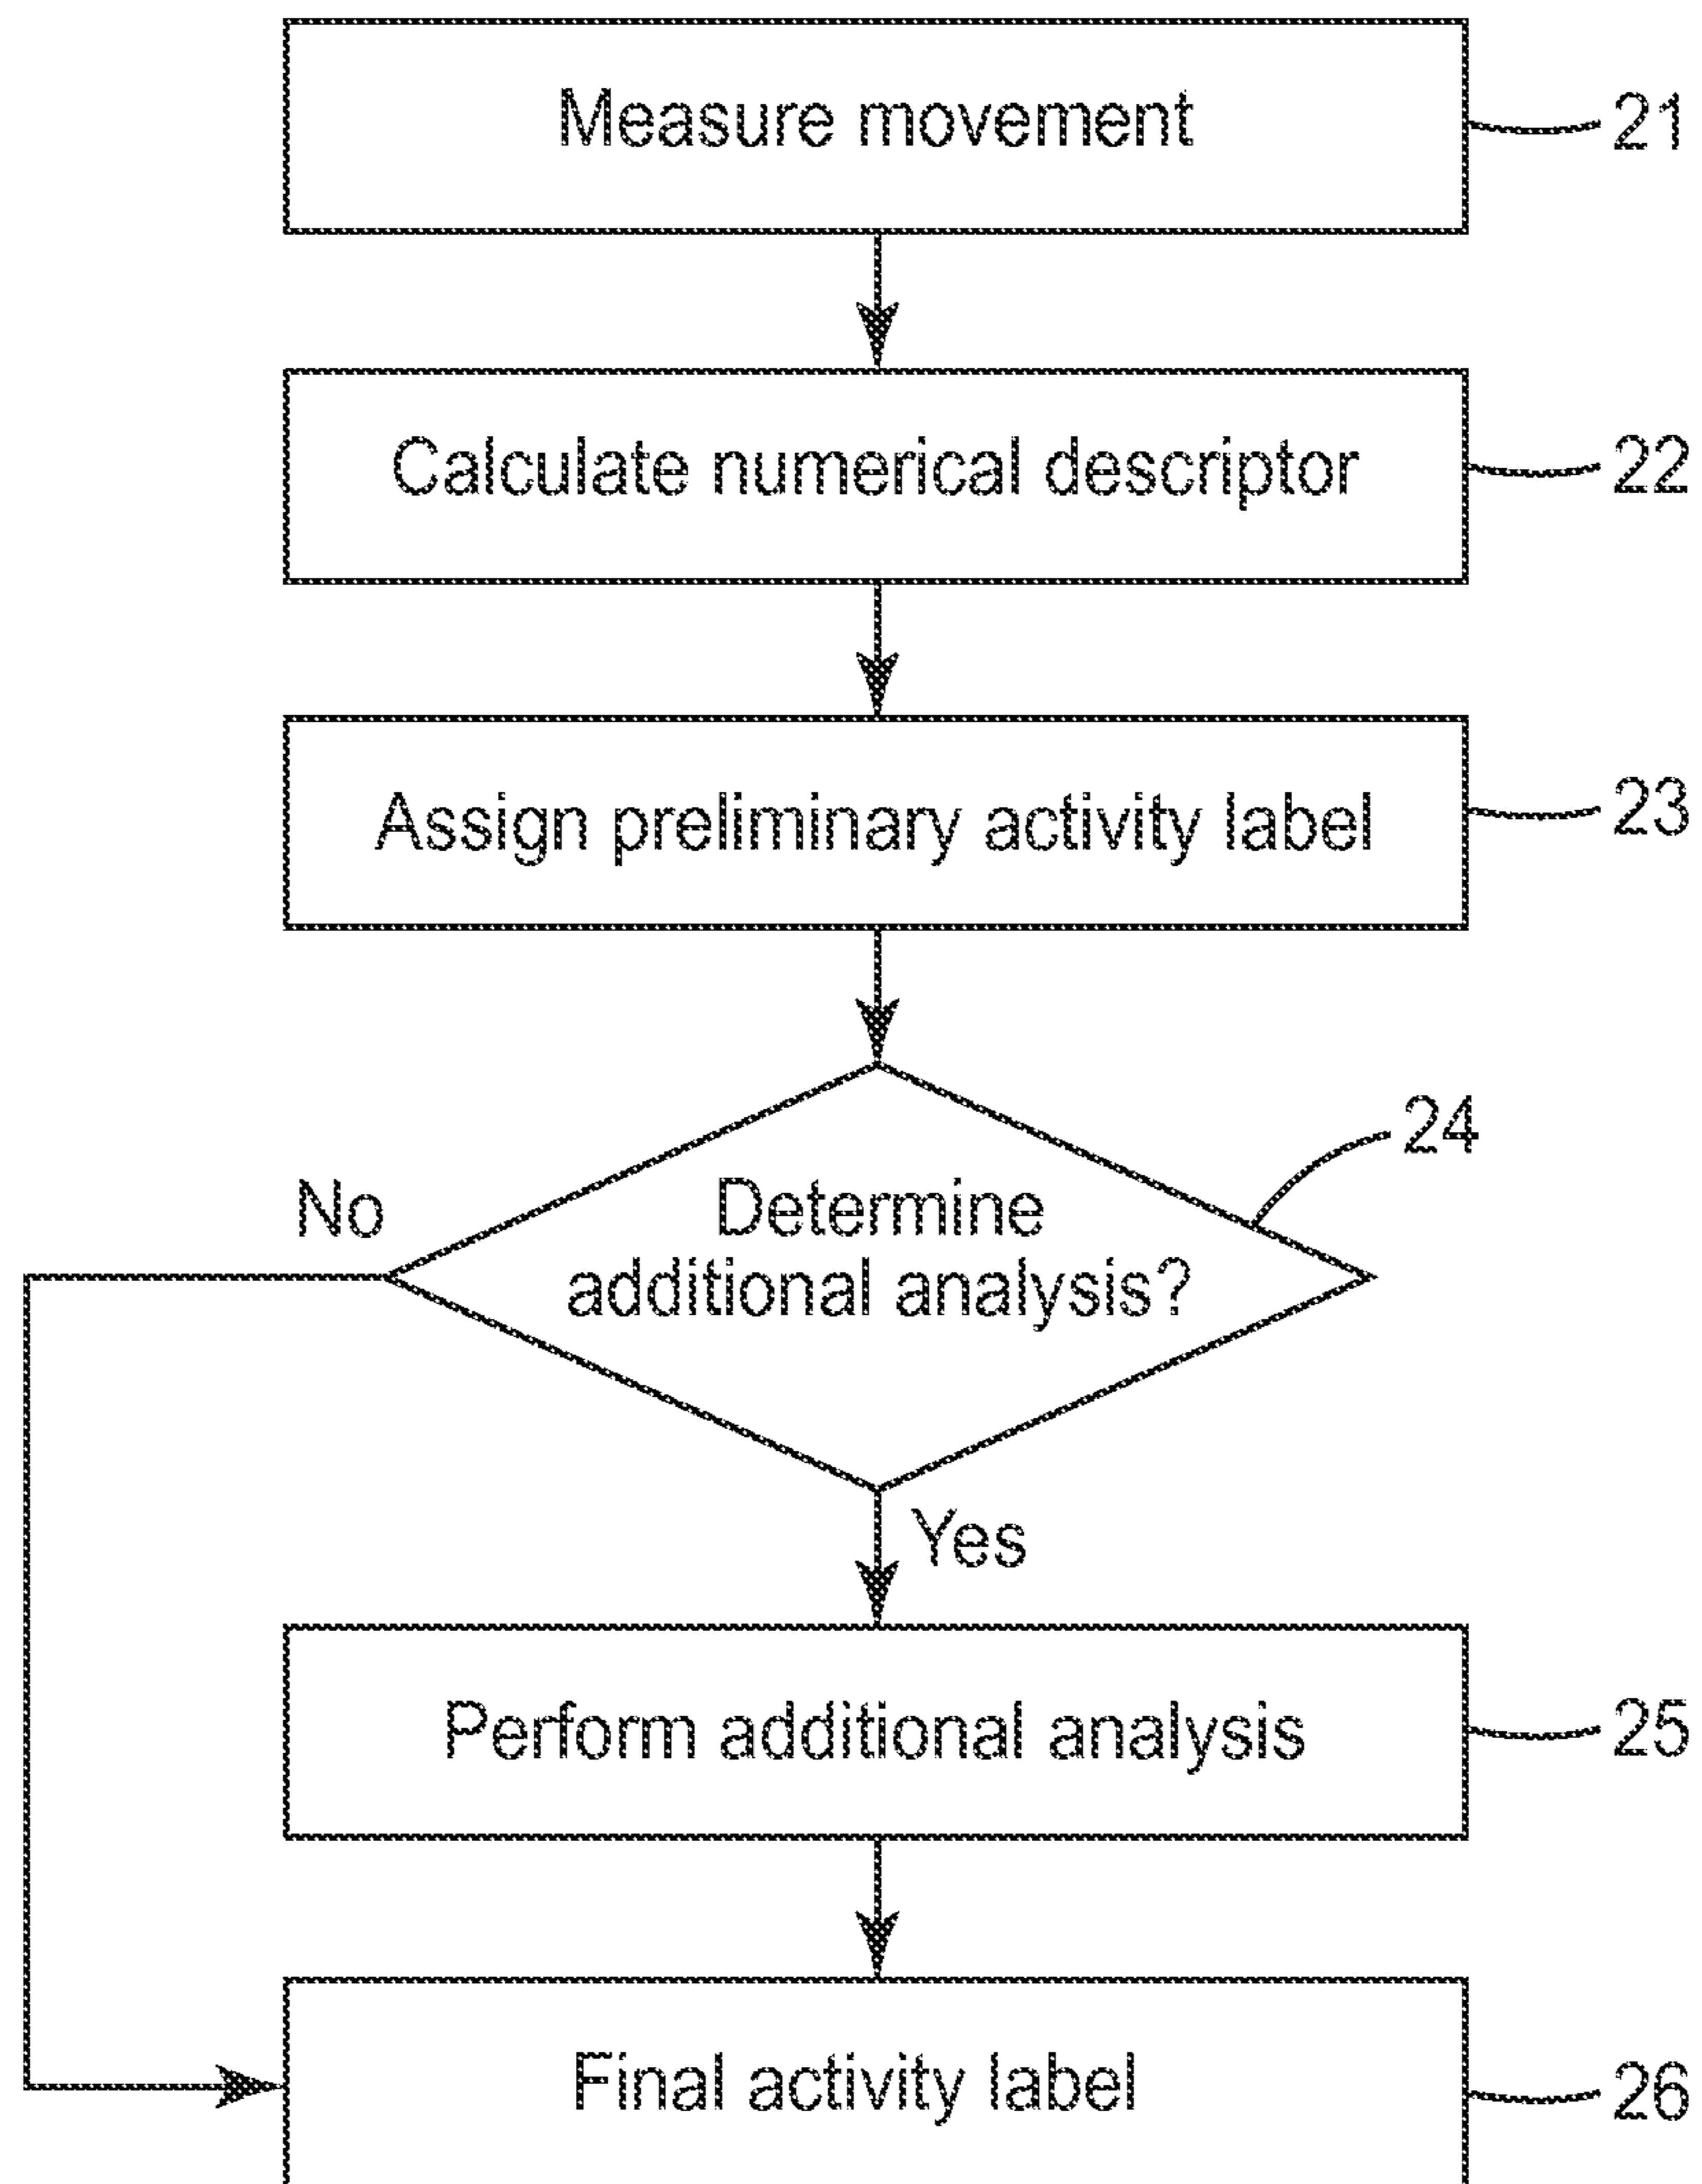 Measure movement
21
Calculate numerical descriptor
22
Assign preliminary activity label
23
24
No
Determine
additional analysis?
Yes
Perform additional analysis
25
Final activity label
26